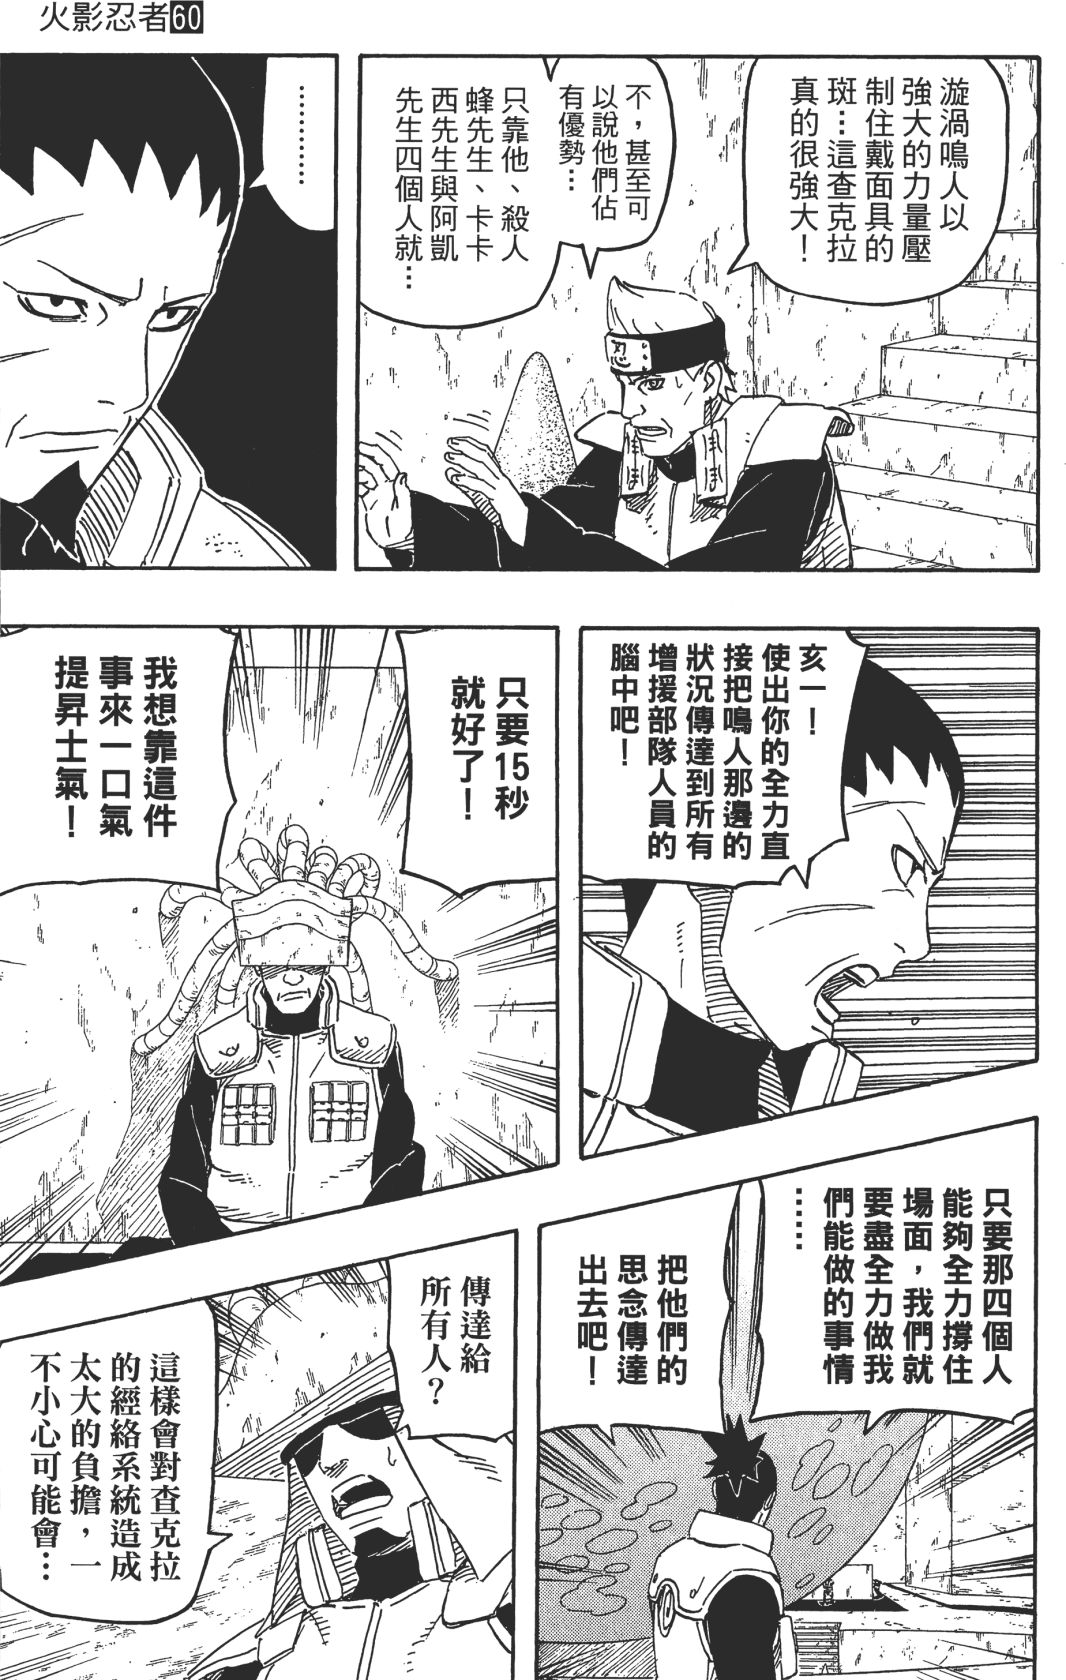 火影忍者60
漩渦鳴人以
強大的力量壓
制住戴面具的
斑…這查克拉
真的很強大！
不，甚至可
以說他們佔
有優勢…
只靠他、殺人
蜂先生、卡卡
西先生與阿凱
先生四個人就…
…………
亥一！
使出你的全力直
接把鳴人那邊的
狀況傳達到所有
增援部隊人員的
腦中吧！
只要15秒
就好了！
我想靠這件
事來一口氣
提昇士氣！
只要那四個人
能夠全力撐住
場面，我們就
要盡全力做我
們能做的事情
……
把他們的
思念傳達
出去吧！
傳達給
所有人？
這樣會對查克拉
的經絡系統造成
太大的負擔，一
不小心可能會…
忍